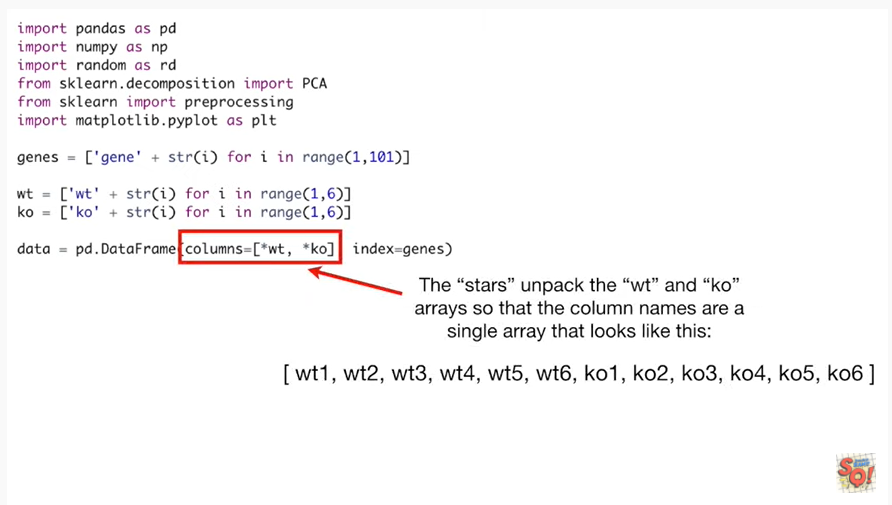 import pandas as pd
import numpy as np
import random as rd
from sklearn.decomposition import PCA
from sklearn import preprocessing
import matplotlib.pyplot as plt
genes = ['gene' + str(i) for i in range(1,101)]
wt = ['wt' + str(i) for i in range(1,6)]
ko = ['ko' + str(i) for i in range(1,6)]
data = pd.DataFrame(columns=[*wt, *ko] index=genes)
The “stars” unpack the “wt” and “ko”
arrays so that the column names are a
single array that looks like this:
[ wt1, wt2, wt3, wt4, wt5, wt6, ko1, ko2, ko3, ko4, ko5, ko6 ]
SQ!